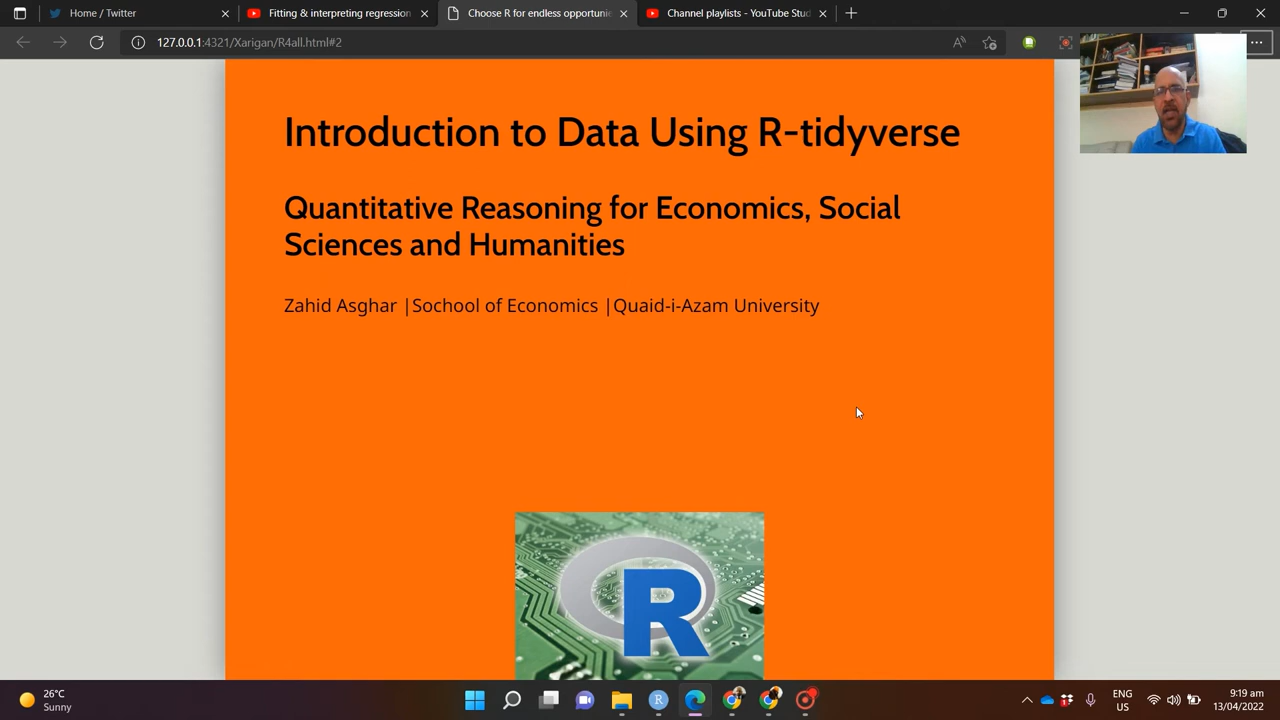 Home / Twitter
Fitting & interpreting regression
Choose R for endless opportunie
Channel playlists - YouTube Stud
127.0.0.1:4321/Xarigan/R4all.html#2
Introduction to Data Using R-tidyverse
Quantitative Reasoning for Economics, Social
Sciences and Humanities
Zahid Asghar |Sochool of Economics |Quaid-i-Azam University
R
26°C
Sunny
ENG
US
9:19 am
13/04/2022